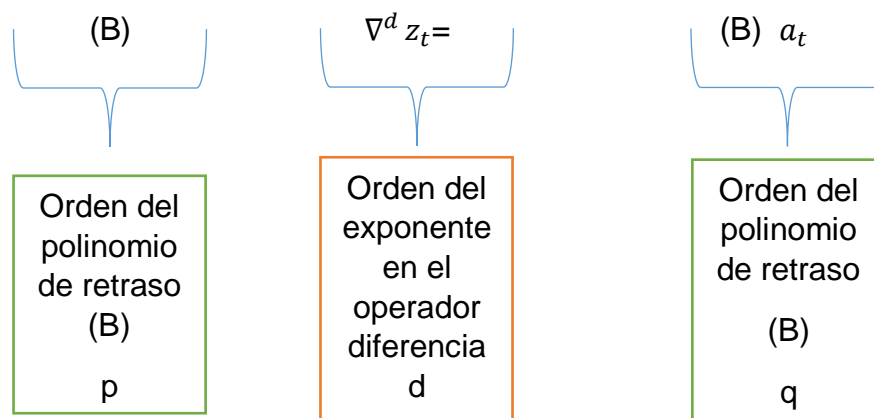 (B) ∇^d z_t= (B) a_t
Orden del
polinomio
de retraso
(B)
p
Orden del
exponente
en el
operador
diferencia
d
Orden del
polinomio
de retraso
(B)
q